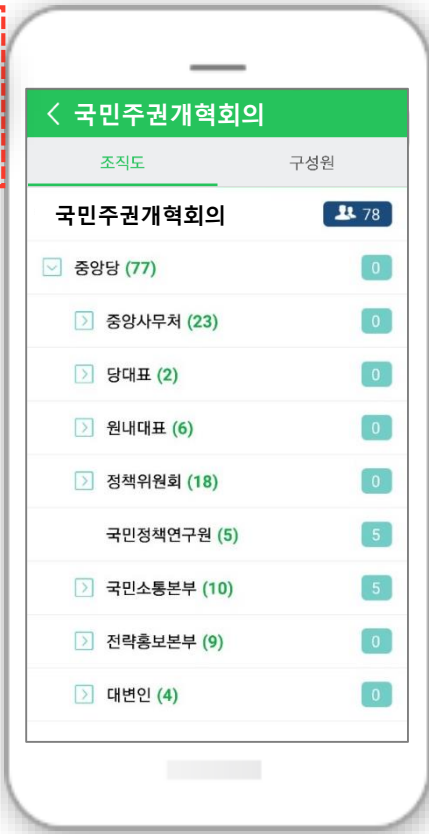 국민주권개혁회의
조직도 구성원
국민주권개혁회의 78
중앙당 (77) 0
중앙사무처 (23) 0
당대표 (2) 0
원내대표 (6) 0
정책위원회 (18) 0
국민정책연구원 (5) 5
국민소통본부 (10) 5
전략홍보본부 (9) 0
대변인 (4) 0